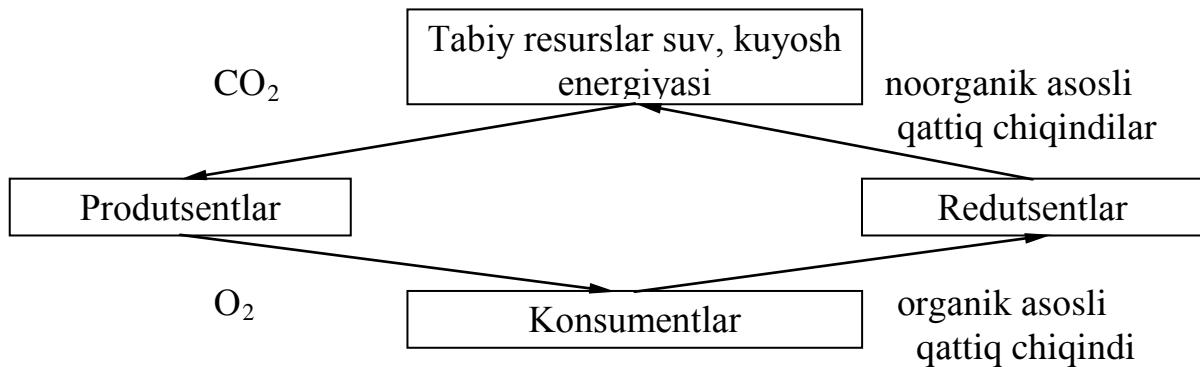 Tabiy resurslar suv, kuyosh
energiyasi
CO₂
noorganik asosli
qattiq chiqindilar
Produtsentlar
Redutsentlar
O₂
Konsumentlar
organik asosli
qattiq chiqindi